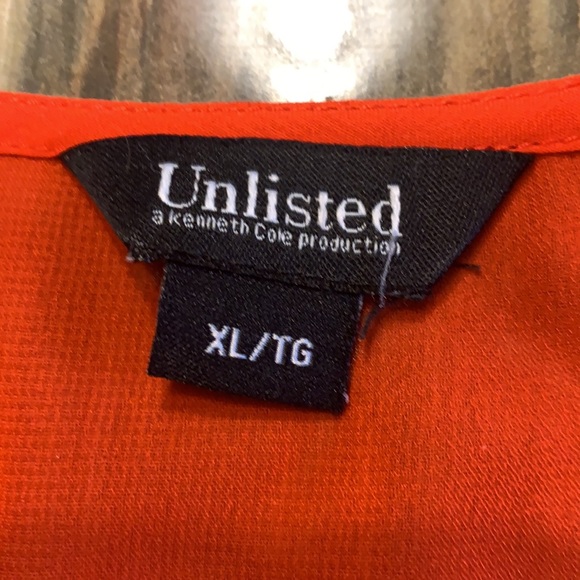 Unlisted
a Kenneth Cole production
XL/TG